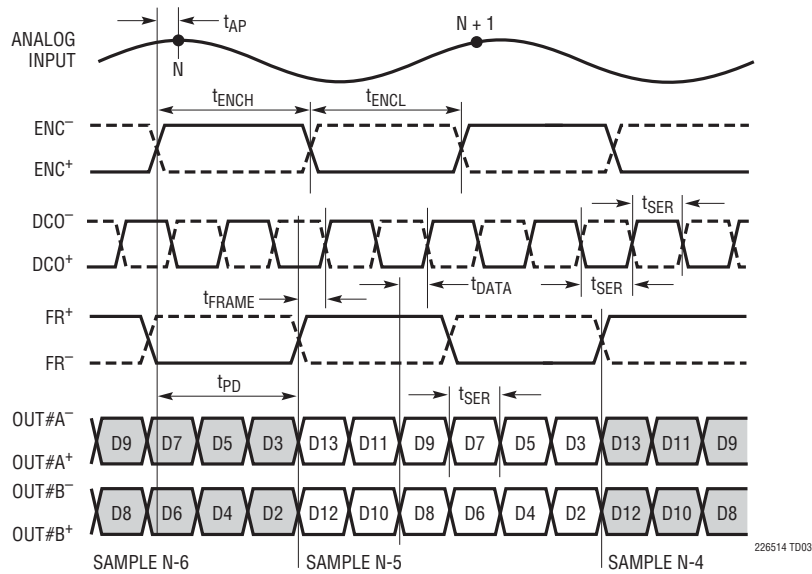 tAP
ANALOG INPUT
N
N + 1
tENCH
tENCL
ENC–
ENC+
DCO–
DCO+
tSER
tFRAME
tDATA
tSER
FR+
FR–
tPD
tSER
OUT#A–
OUT#A+
D9 D7 D5 D3 D13 D11 D9 D7 D5 D3 D13 D11 D9
OUT#B–
OUT#B+
D8 D6 D4 D2 D12 D10 D8 D6 D4 D2 D12 D10 D8
SAMPLE N-6 SAMPLE N-5 SAMPLE N-4
226514 TD03